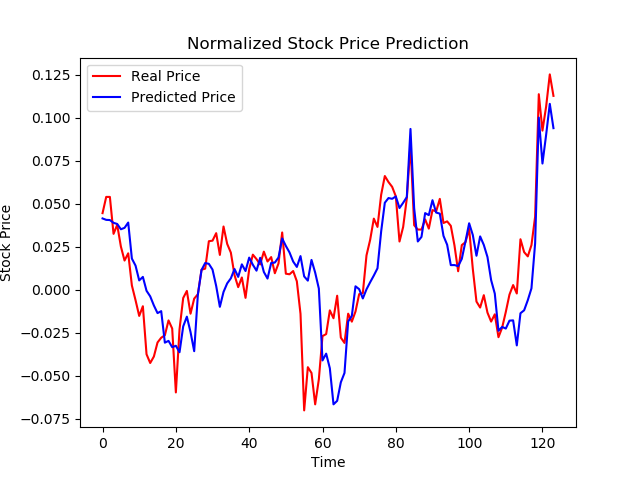 Normalized Stock Price Prediction
Real Price
Predicted Price
0.125
0.100
0.075
0.050
0.025
0.000
−0.025
−0.050
−0.075
Stock Price
0 20 40 60 80 100 120
Time